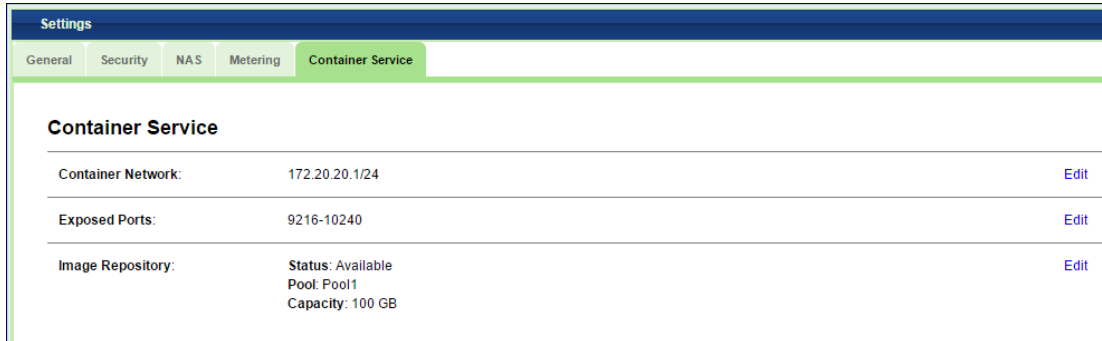 Settings
General Security NAS Metering Container Service
Container Service
Container Network: 172.20.20.1/24 Edit
Exposed Ports: 9216-10240 Edit
Image Repository: Status: Available Edit
Pool: Pool1
Capacity: 100 GB